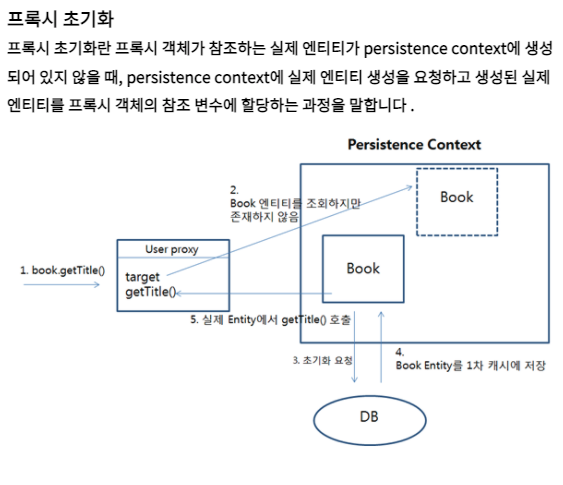 프록시 초기화
프록시 초기화란 프록시 객체가 참조하는 실제 엔티티가 persistence context에 생성
되어 있지 않을 때, persistence context에 실제 엔티티 생성을 요청하고 생성된 실제
엔티티를 프록시 객체의 참조 변수에 할당하는 과정을 말합니다 .
Persistence Context
2.
Book 엔티티를 조회하지만
존재하지 않음
Book
User proxy
1. book.getTitle()
target
getTitle()
Book
5. 실제 Entity에서 getTitle() 호출
3. 초기화 요청
4.
Book Entity를 1차 캐시에 저장
DB